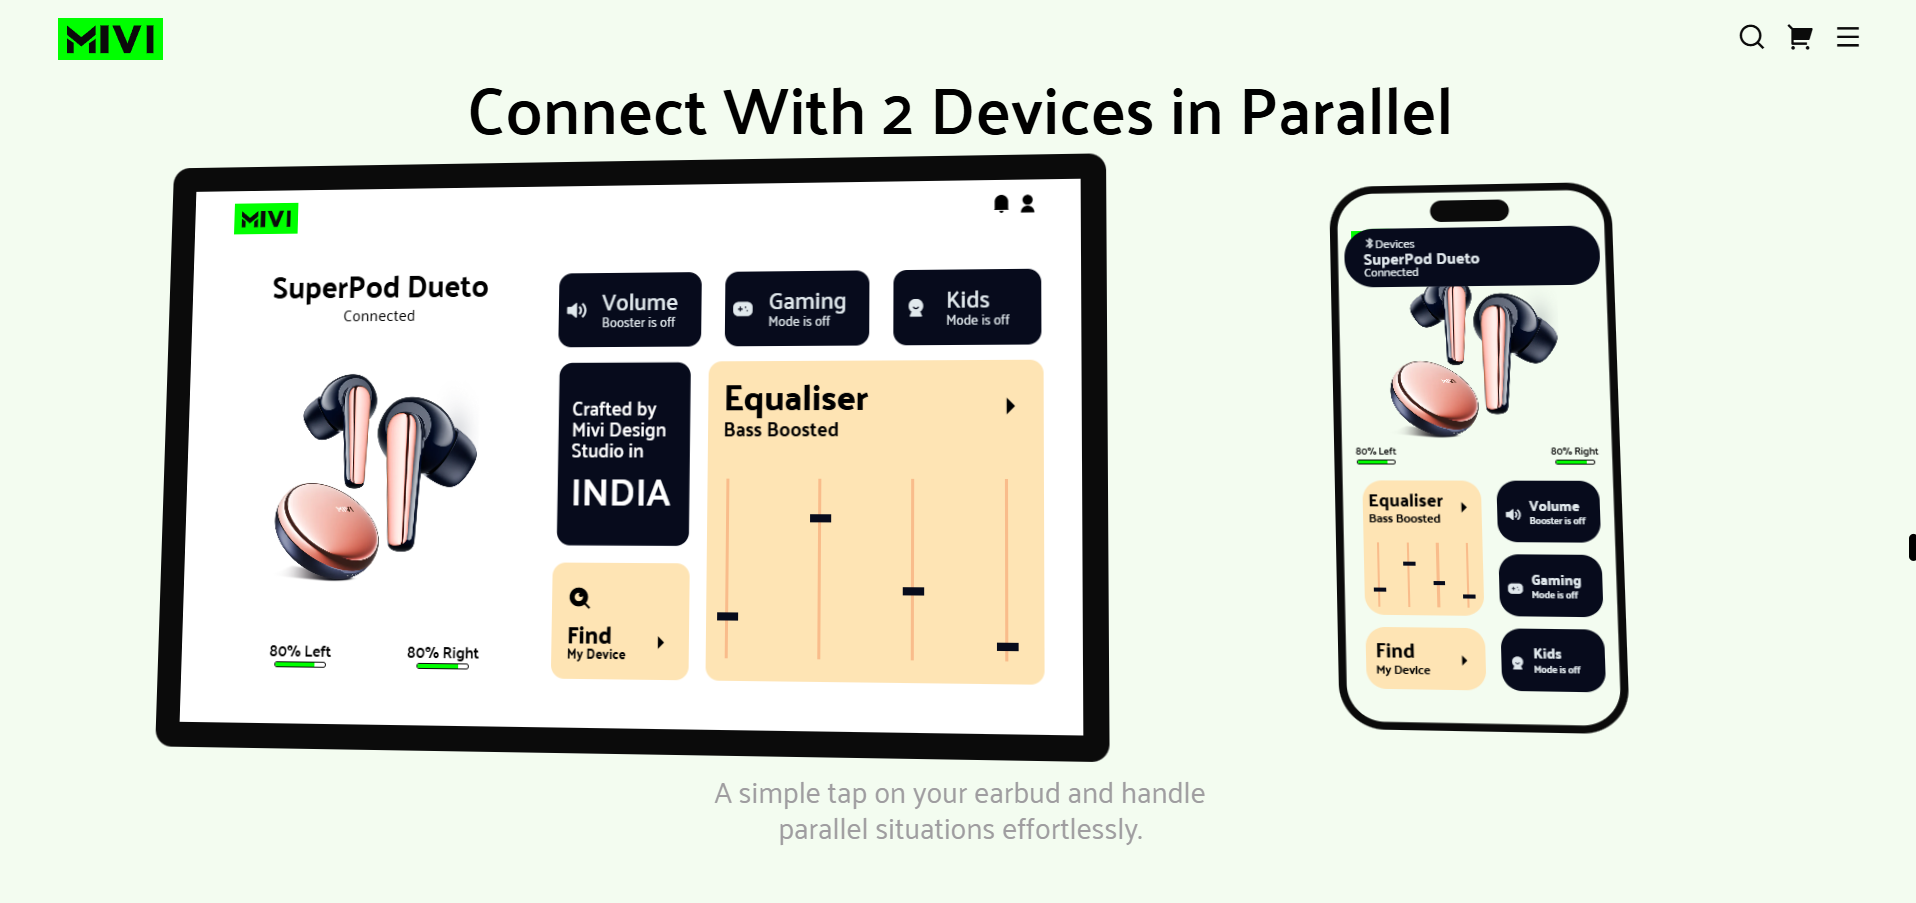 MIVI
Connect With 2 Devices in Parallel
MIVI
SuperPod Dueto
Connected
80% Left
80% Right
Volume
Booster is off
Gaming
Mode is off
Kids
Mode is off
Crafted by
Mivi Design
Studio in
INDIA
Find
My Device
Equaliser
Bass Boosted
Devices
SuperPod Dueto
Connected
80% Left
80% Right
Equaliser
Bass Boosted
Volume
Booster is off
Gaming
Mode is off
Find
My Device
Kids
Mode is off
A simple tap on your earbud and handle
parallel situations effortlessly.